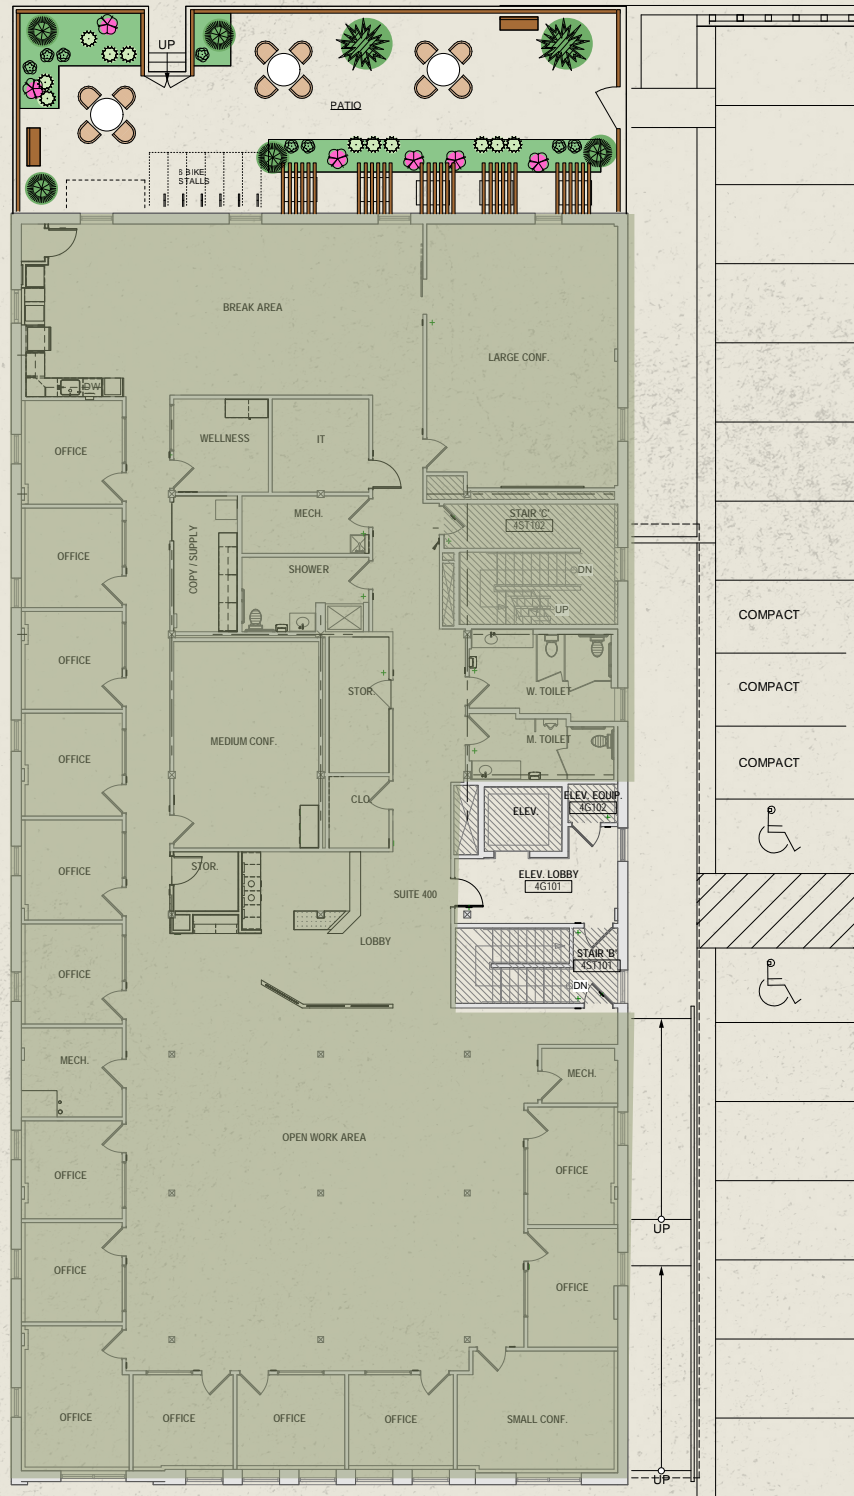 UP
PATIO
8 BIKE
STALLS
BREAK AREA
LARGE CONF.
DW
OFFICE
WELLNESS
IT
MECH.
STAIR 'C'
4ST102
OFFICE
COPY / SUPPLY
SHOWER
DN
UP
COMPACT
OFFICE
STOR.
W. TOILET
COMPACT
OFFICE
MEDIUM CONF.
M. TOILET
COMPACT
CLO.
ELEV.
ELEV. EQUIP.
4G102
OFFICE
STOR.
SUITE 400
ELEV. LOBBY
4G101
LOBBY
OFFICE
STAIR 'B'
4ST101
DN
MECH.
MECH.
OPEN WORK AREA
OFFICE
OFFICE
UP
OFFICE
OFFICE
OFFICE
OFFICE
OFFICE
OFFICE
SMALL CONF.
UP